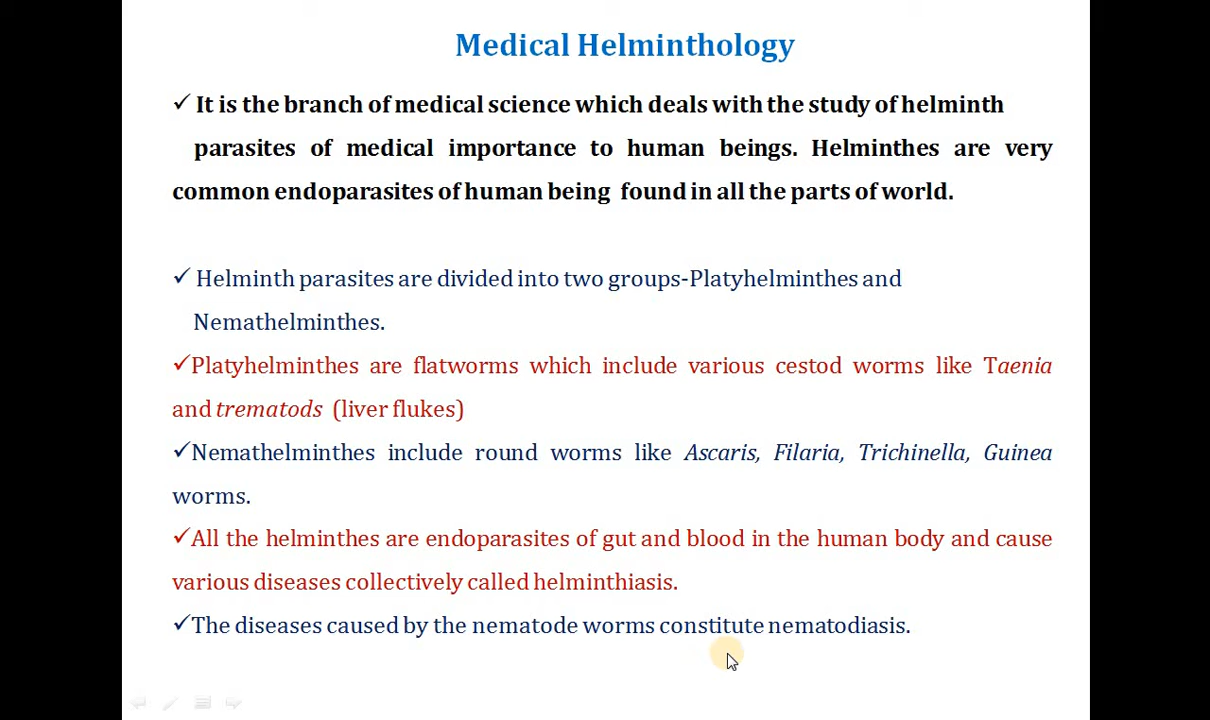 Medical Helminthology
✓ It is the branch of medical science which deals with the study of helminth
parasites of medical importance to human beings. Helminthes are very
common endoparasites of human being found in all the parts of world.
✓ Helminth parasites are divided into two groups-Platyhelminthes and
Nemathelminthes.
✓Platyhelminthes are flatworms which include various cestod worms like Taenia
and trematods (liver flukes)
✓Nemathelminthes include round worms like Ascaris, Filaria, Trichinella, Guinea
worms.
✓All the helminthes are endoparasites of gut and blood in the human body and cause
various diseases collectively called helminthiasis.
✓The diseases caused by the nematode worms constitute nematodiasis.